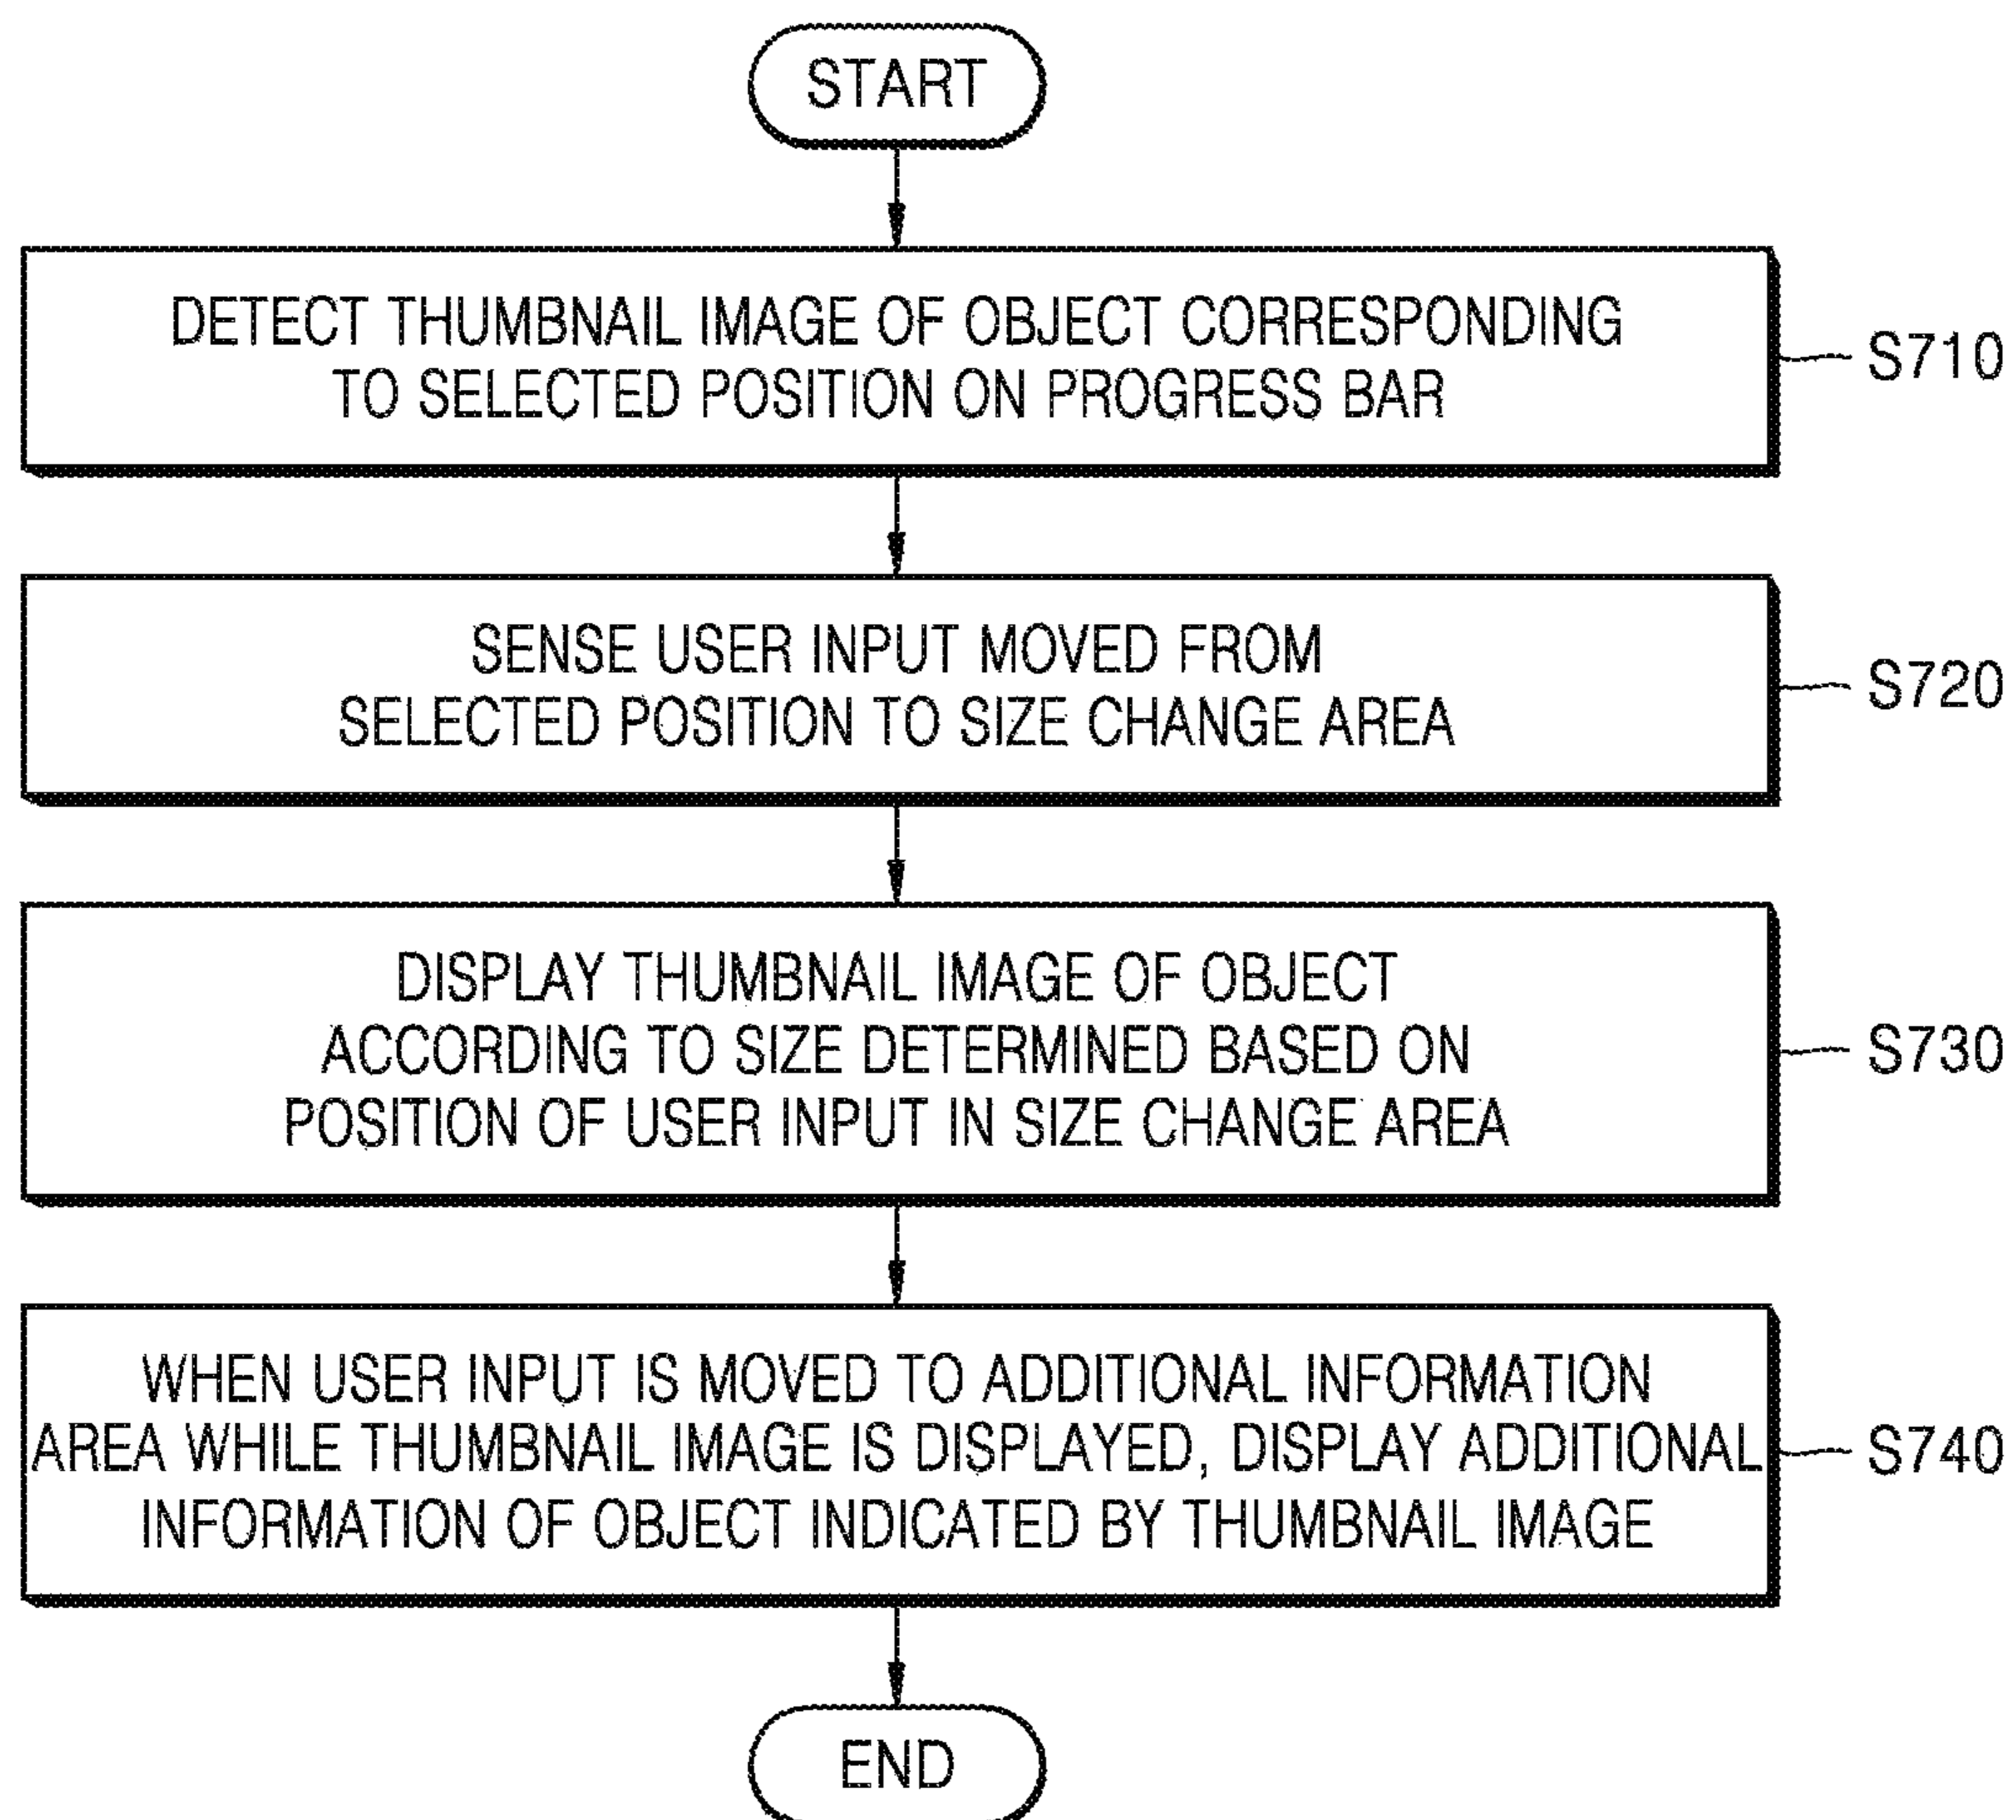 START
DETECT THUMBNAIL IMAGE OF OBJECT CORRESPONDING
TO SELECTED POSITION ON PROGRESS BAR
S710
SENSE USER INPUT MOVED FROM
SELECTED POSITION TO SIZE CHANGE AREA
S720
DISPLAY THUMBNAIL IMAGE OF OBJECT
ACCORDING TO SIZE DETERMINED BASED ON
POSITION OF USER INPUT IN SIZE CHANGE AREA
S730
WHEN USER INPUT IS MOVED TO ADDITIONAL INFORMATION
AREA WHILE THUMBNAIL IMAGE IS DISPLAYED, DISPLAY ADDITIONAL
INFORMATION OF OBJECT INDICATED BY THUMBNAIL IMAGE
S740
END